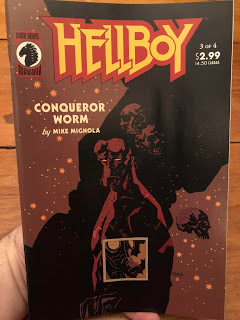 HELLBOY
3 of 4
$2.99
$4.50 CANADA
CONQUEROR
WORM
by MIKE MIGNOLA